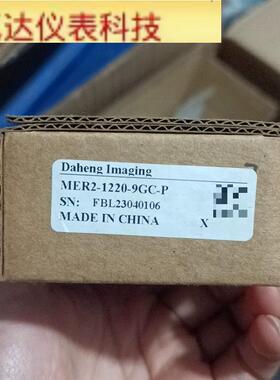 达仪表科技
Daheng Imaging
MER2-1220-9GC-P
SN: FBL23040106
MADE IN CHINA X